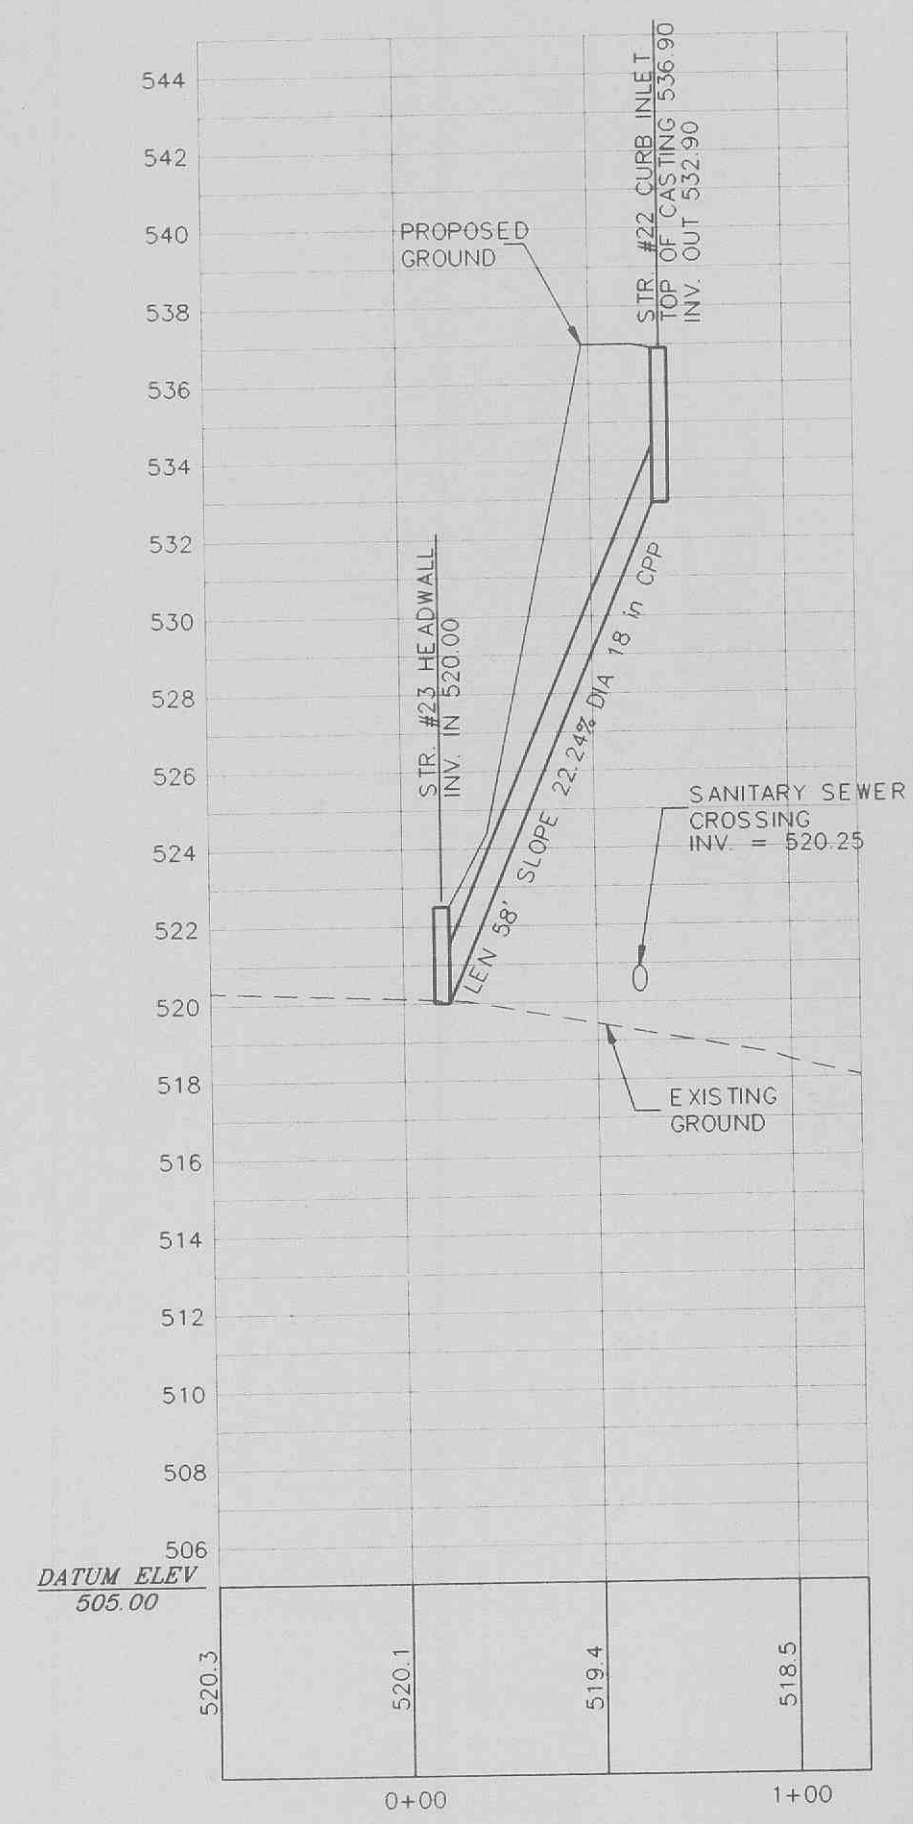 544
542
540
538
536
534
532
530
528
526
524
522
520
518
516
514
512
510
508
506
PROPOSED
GROUND
STR. #22 CURB INLET
TOP OF CASTING 536.90
INV. OUT 532.90
STR. #23 HEADWALL
INV. IN 520.00
LEN 58' SLOPE 22.24% DIA 18 in CPP
SANITARY SEWER
CROSSING
INV. = 520.25
EXISTING
GROUND
DATUM ELEV
505.00
520.3
520.1
519.4
518.5
0+00
1+00